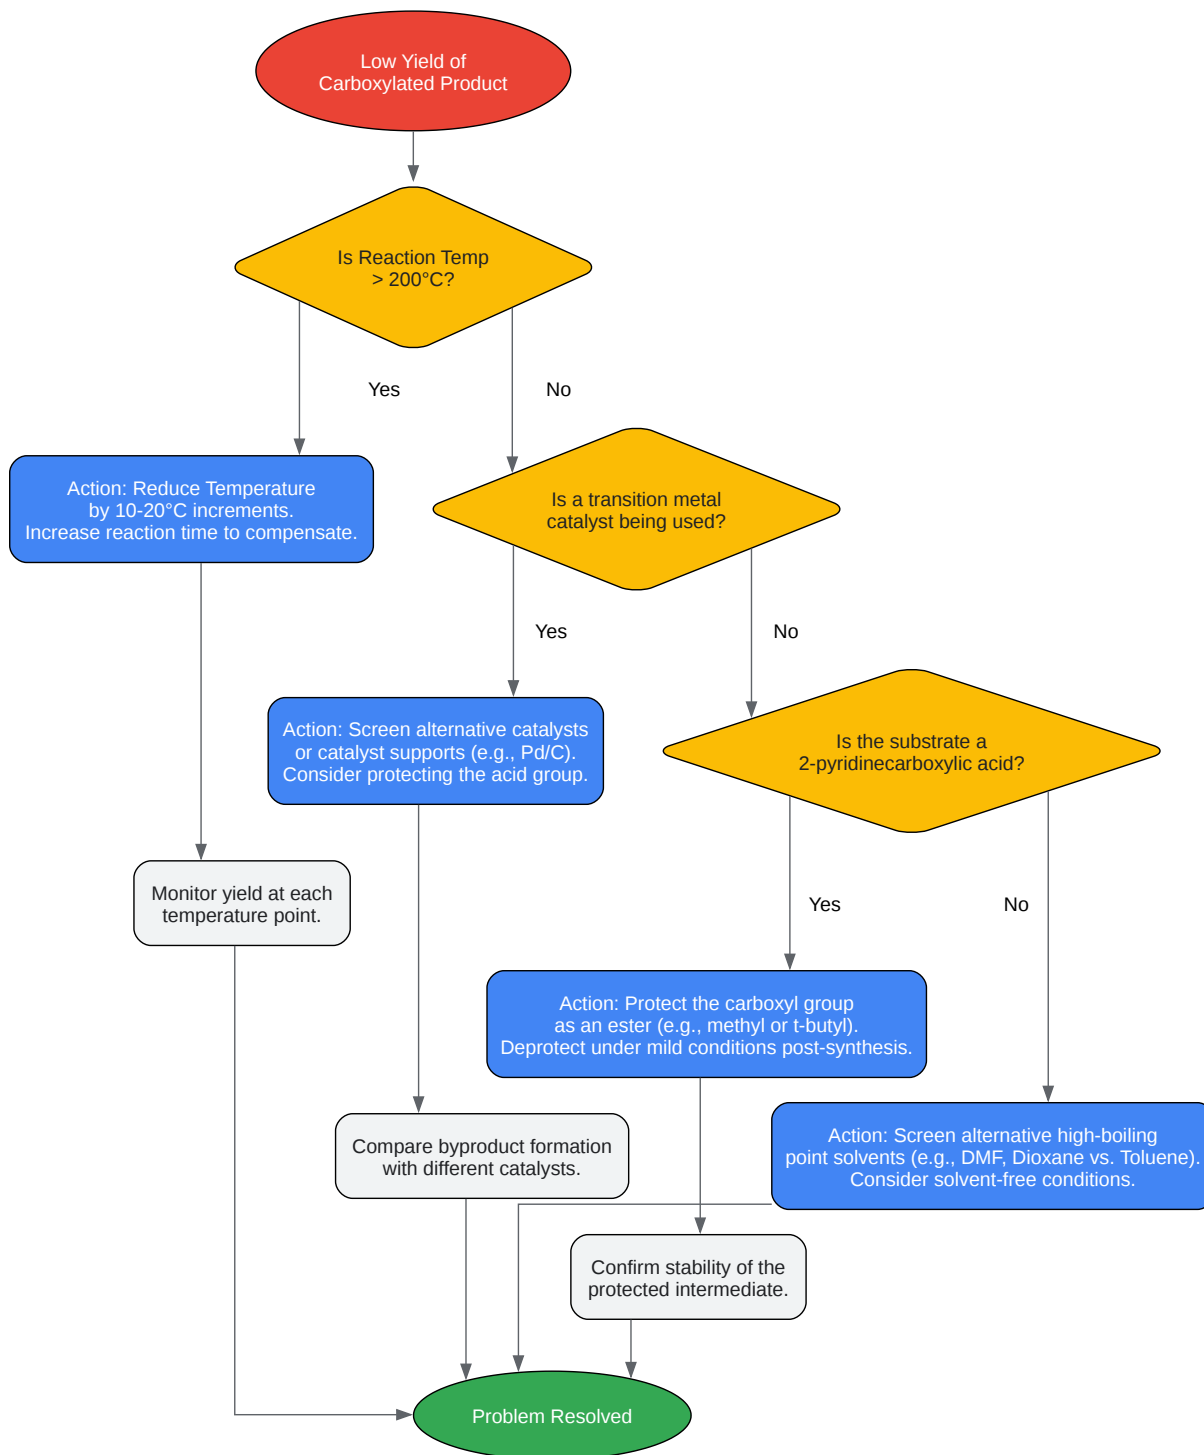 Low Yield of
Carboxylated Product
Is Reaction Temp
> 200°C?
Yes
No
Action: Reduce Temperature
by 10-20°C increments.
Increase reaction time to compensate.
Is a transition metal
catalyst being used?
Yes
No
Action: Screen alternative catalysts
or catalyst supports (e.g., Pd/C).
Consider protecting the acid group.
Is the substrate a
2-pyridinecarboxylic acid?
Monitor yield at each
temperature point.
Yes
No
Action: Protect the carboxyl group
as an ester (e.g., methyl or t-butyl).
Deprotect under mild conditions post-synthesis.
Compare byproduct formation
with different catalysts.
Action: Screen alternative high-boiling
point solvents (e.g., DMF, Dioxane vs. Toluene).
Consider solvent-free conditions.
Confirm stability of the
protected intermediate.
Problem Resolved